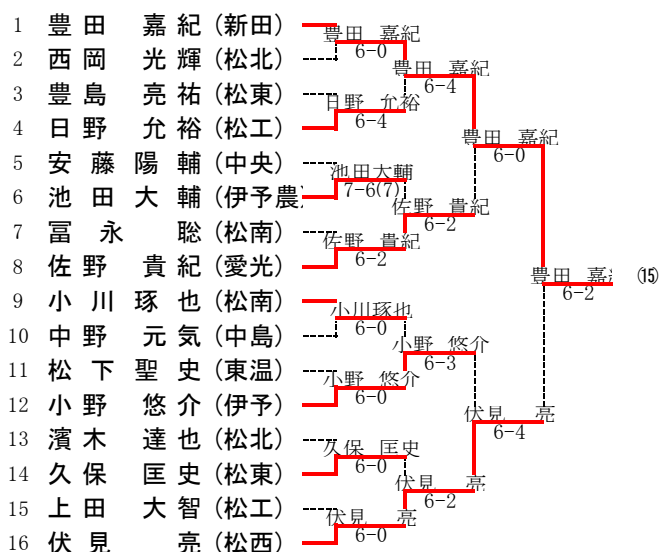 1 豊田 嘉紀 (新田)
2 西岡 光輝 (松北)
3 豊島 亮祐 (松東)
4 日野 允裕 (松工)
5 安藤陽輔 (中央)
6 池田大輔 (伊予農)
7 冨永 聡 (松南)
8 佐野貴紀 (愛光)
9 小川琢也 (松南)
10 中野元気 (中島)
11 松下聖史 (東温)
12 小野悠介 (伊予)
13 濱木達也 (松北)
14 久保匡史 (松東)
15 上田大智 (松工)
16 伏見 亮 (松西)
豊田 嘉紀
6-0
日野 允裕
6-4
池田大輔
7-6(7)
佐野 貴紀
6-2
小川琢也
6-0
小野 悠介
6-0
久保 匡史
6-0
伏見 亮
6-0
豊田 嘉紀
6-4
佐野 貴紀
6-2
小野 悠介
6-3
伏見 亮
6-2
豊田 嘉紀
6-0
伏見 亮
6-4
豊田 嘉
6-2
⒂